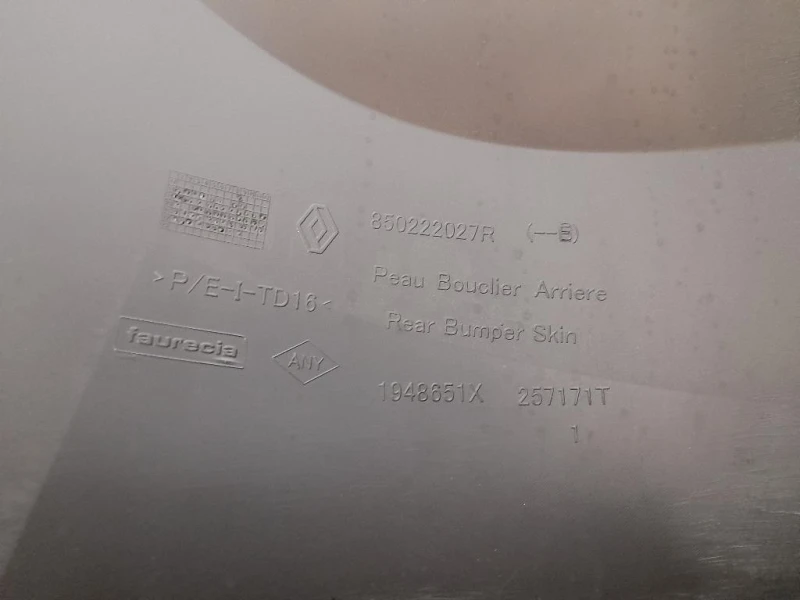 850222027R (--B)
>P/E-I-TD16<
Peau Bouclier Arriere
Rear Bumper Skin
faurecia
ANY
1948651X 257171T
1